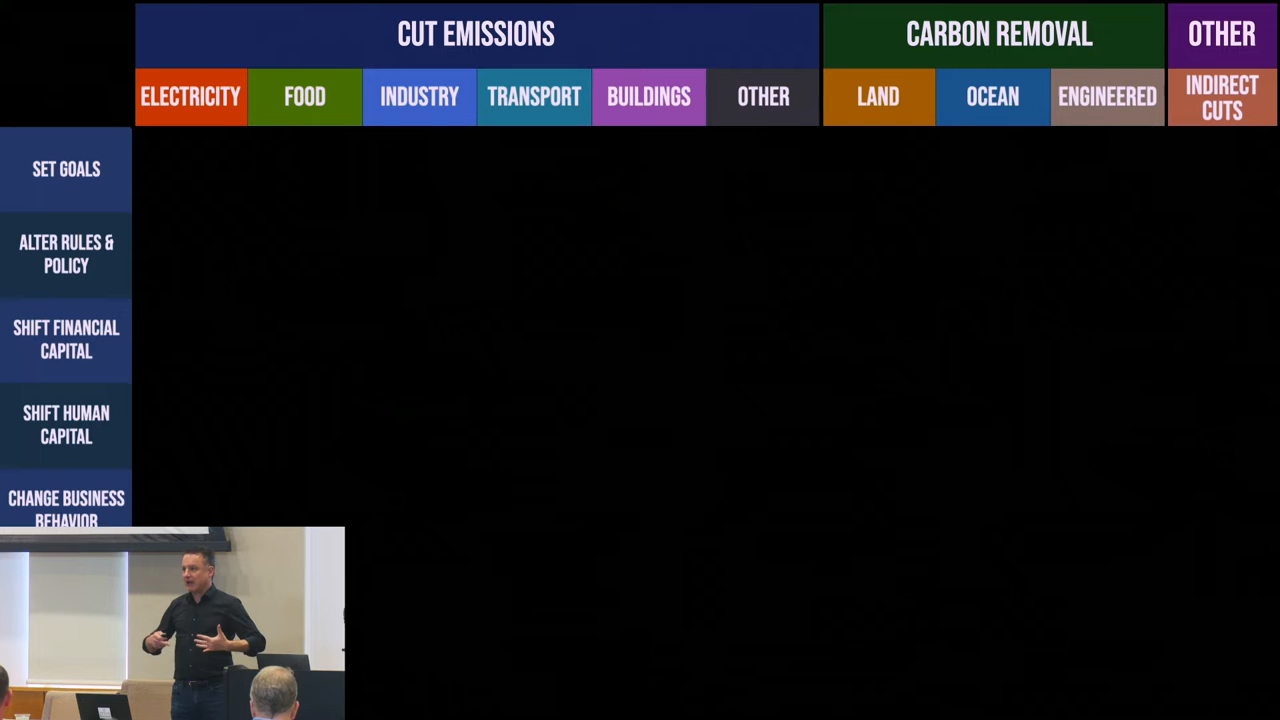 CUT EMISSIONS
CARBON REMOVAL
OTHER
ELECTRICITY
FOOD
INDUSTRY
TRANSPORT
BUILDINGS
OTHER
LAND
OCEAN
ENGINEERED
INDIRECT
CUTS
SET GOALS
ALTER RULES &
POLICY
SHIFT FINANCIAL
CAPITAL
SHIFT HUMAN
CAPITAL
CHANGE BUSINESS
BEHAVIOR